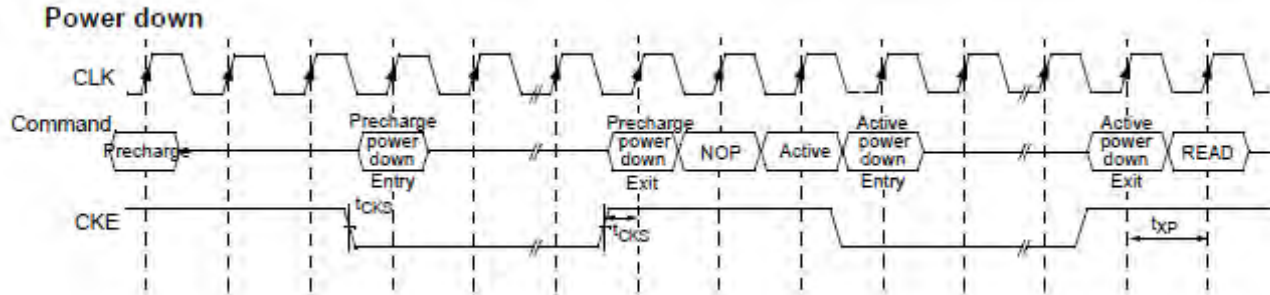 Power down
CLK
Command
Precharge
Precharge
power
down
Entry
Precharge
power
down
Exit
NOP
Active
Active
power
down
Entry
Active
power
down
Exit
READ
CKE
tCKS
tCKS
tXP